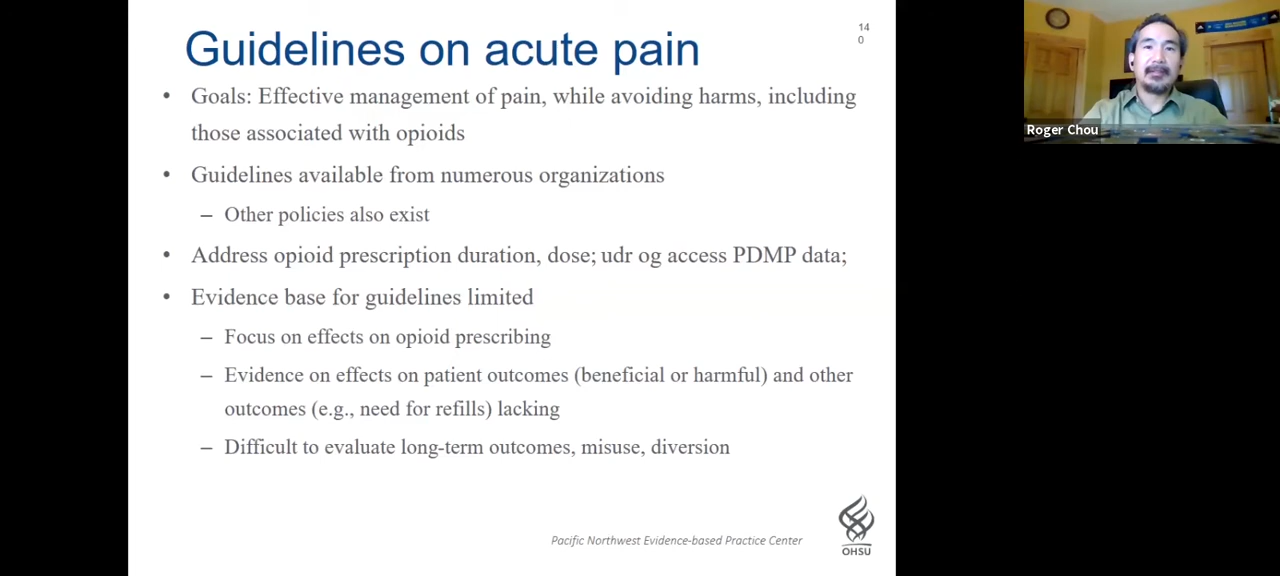 Guidelines on acute pain
14
0
• Goals: Effective management of pain, while avoiding harms, including
those associated with opioids
• Guidelines available from numerous organizations
– Other policies also exist
• Address opioid prescription duration, dose; udr og access PDMP data;
• Evidence base for guidelines limited
– Focus on effects on opioid prescribing
– Evidence on effects on patient outcomes (beneficial or harmful) and other
outcomes (e.g., need for refills) lacking
– Difficult to evaluate long-term outcomes, misuse, diversion
Pacific Northwest Evidence-based Practice Center
OHSU
Roger Chou